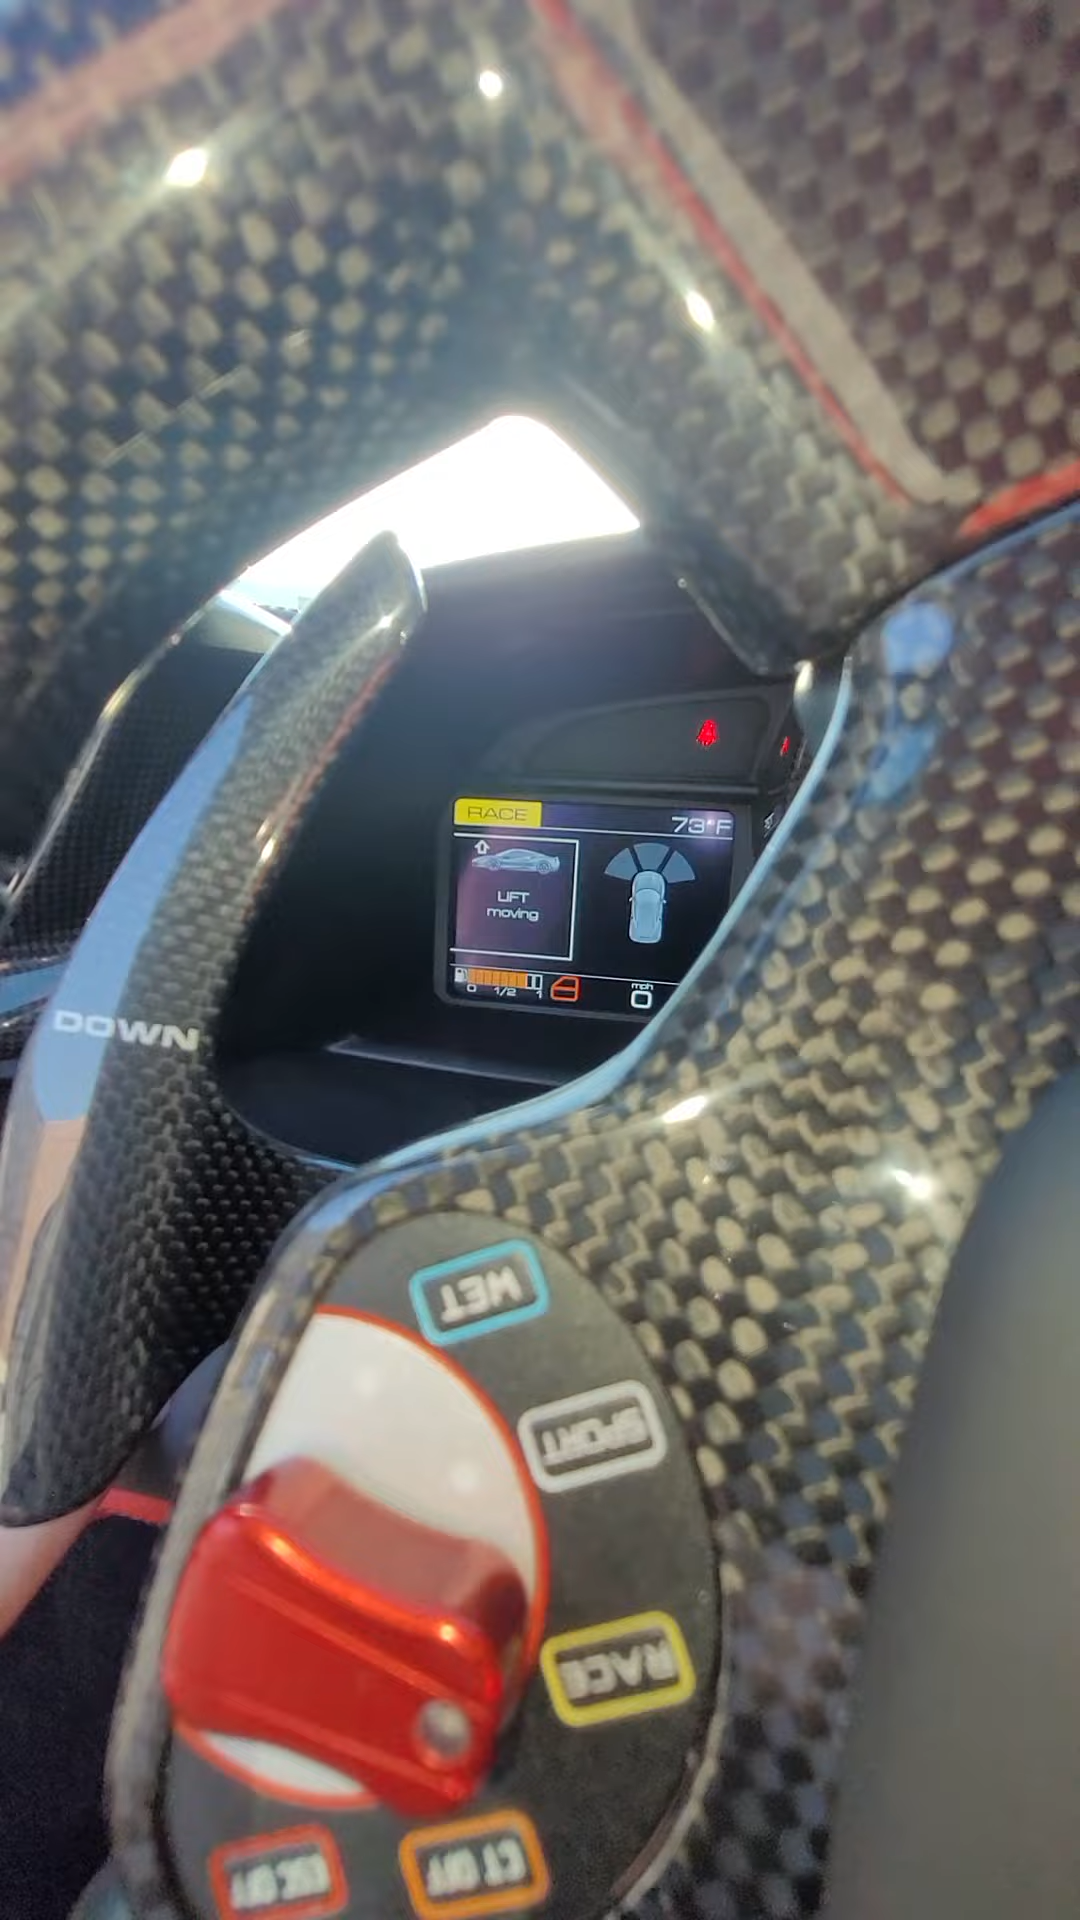 RACE
73°F
LIFT
moving
0 1/2 1
mph
0
DOWN
WET
SPORT
RACE
CT OFF
ESC OFF